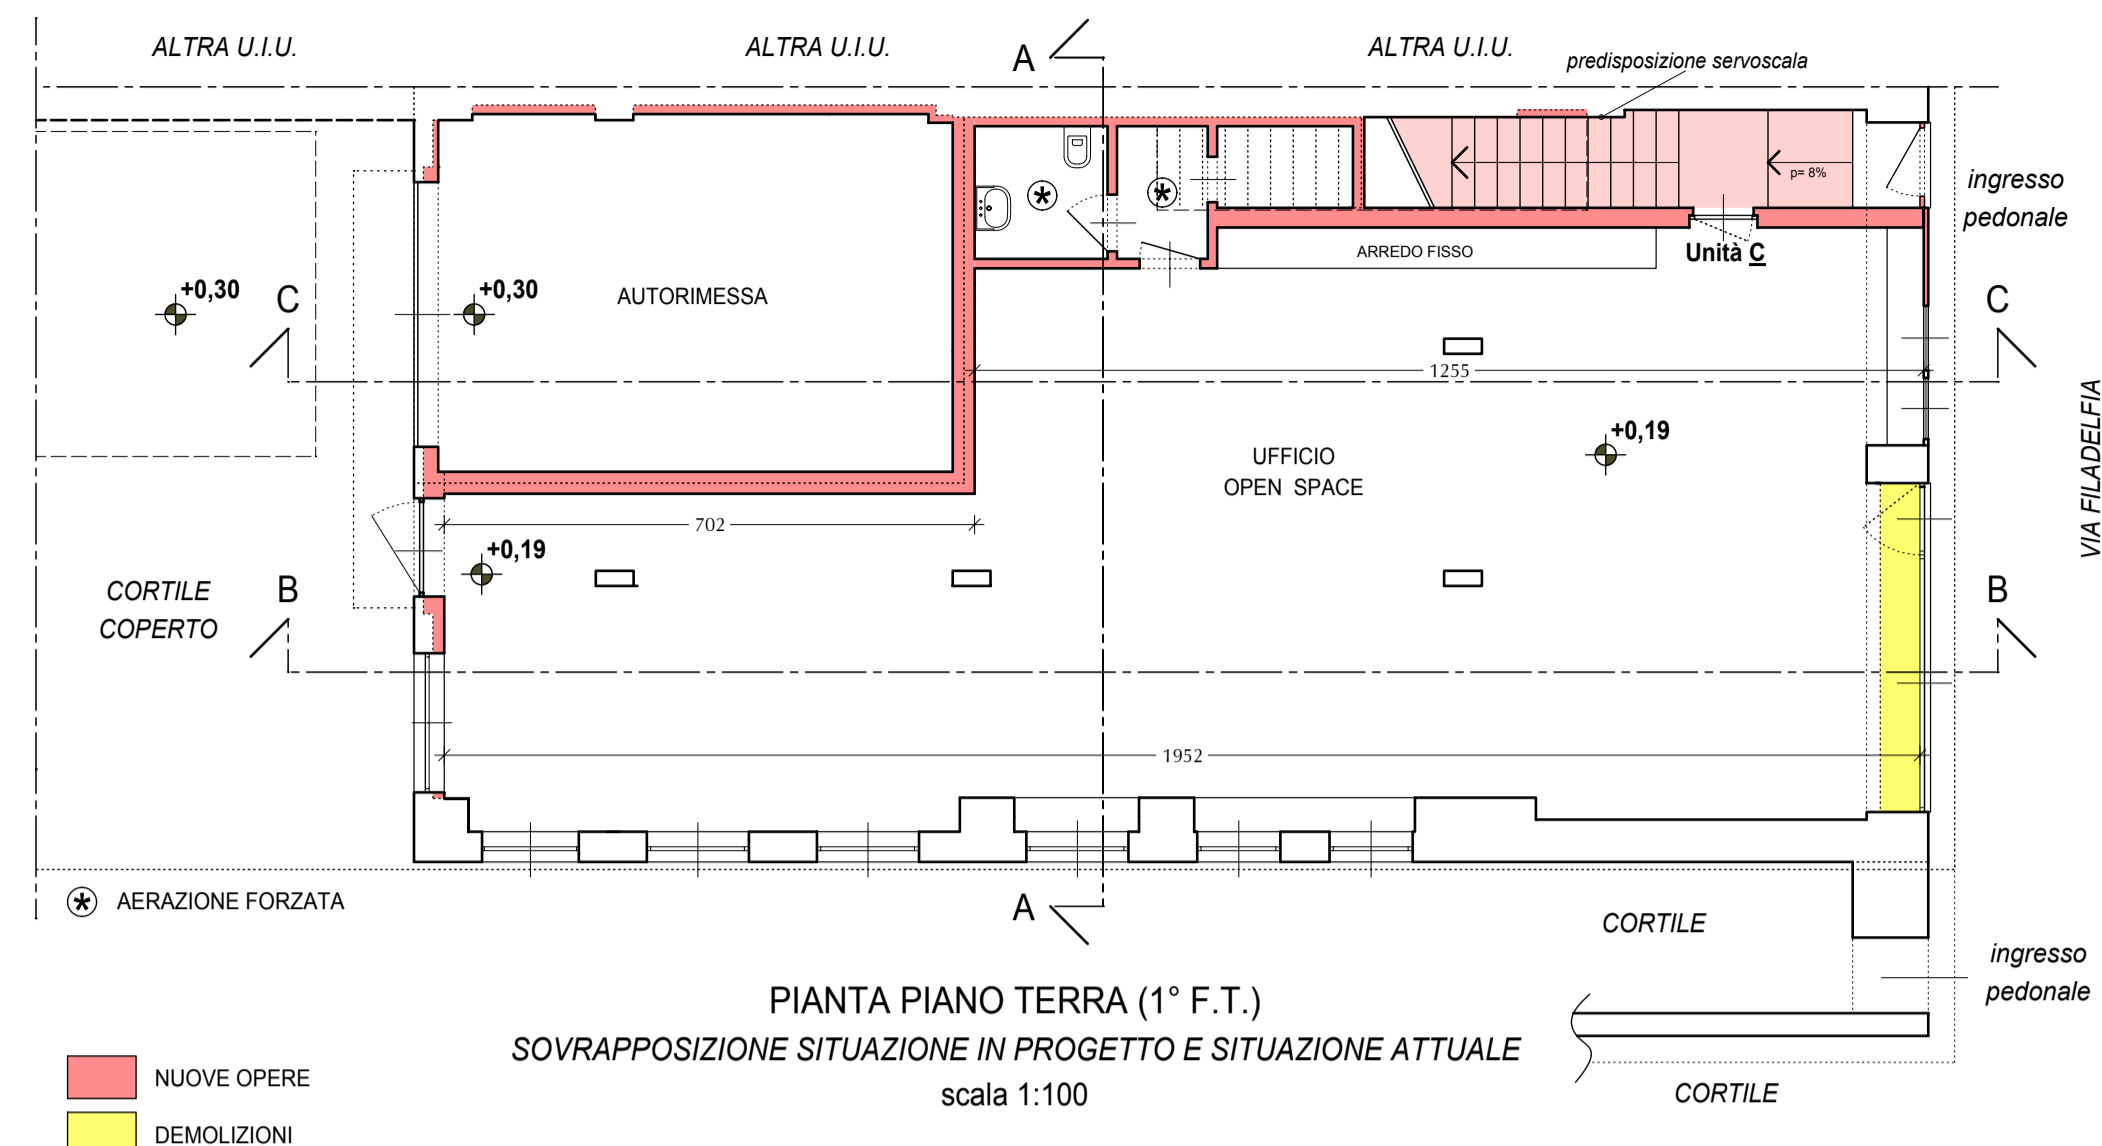 ALTRA U.I.U.
ALTRA U.I.U.
A
ALTRA U.I.U.
predisposizione servoscala
p= 8%
ingresso
pedonale
ARREDO FISSO
Unità C
+0,30
C
+0,30
AUTORIMESSA
C
1255
VIA FILADELFIA
+0,19
UFFICIO
OPEN SPACE
702
+0,19
CORTILE
COPERTO
B
B
1952
* AERAZIONE FORZATA
A
CORTILE
ingresso
pedonale
PIANTA PIANO TERRA (1° F.T.)
SOVRAPPOSIZIONE SITUAZIONE IN PROGETTO E SITUAZIONE ATTUALE
scala 1:100
CORTILE
NUOVE OPERE
DEMOLIZIONI